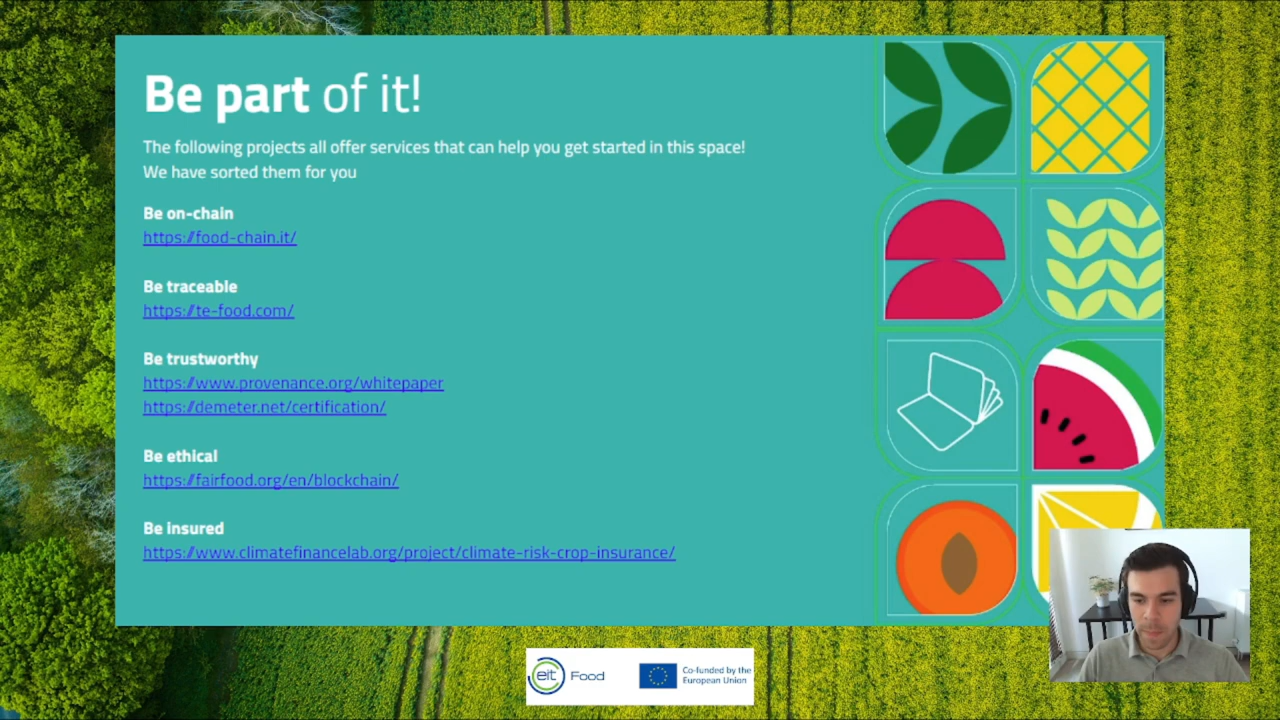 Be part of it!
The following projects all offer services that can help you get started in this space!
We have sorted them for you
Be on-chain
https://food-chain.it/
Be traceable
https://te-food.com/
Be trustworthy
https://www.provenance.org/whitepaper
https://demeter.net/certification/
Be ethical
https://fairfood.org/en/blockchain/
Be insured
https://www.climatefinancelab.org/project/climate-risk-crop-insurance/
eit Food
Co-funded by the
European Union